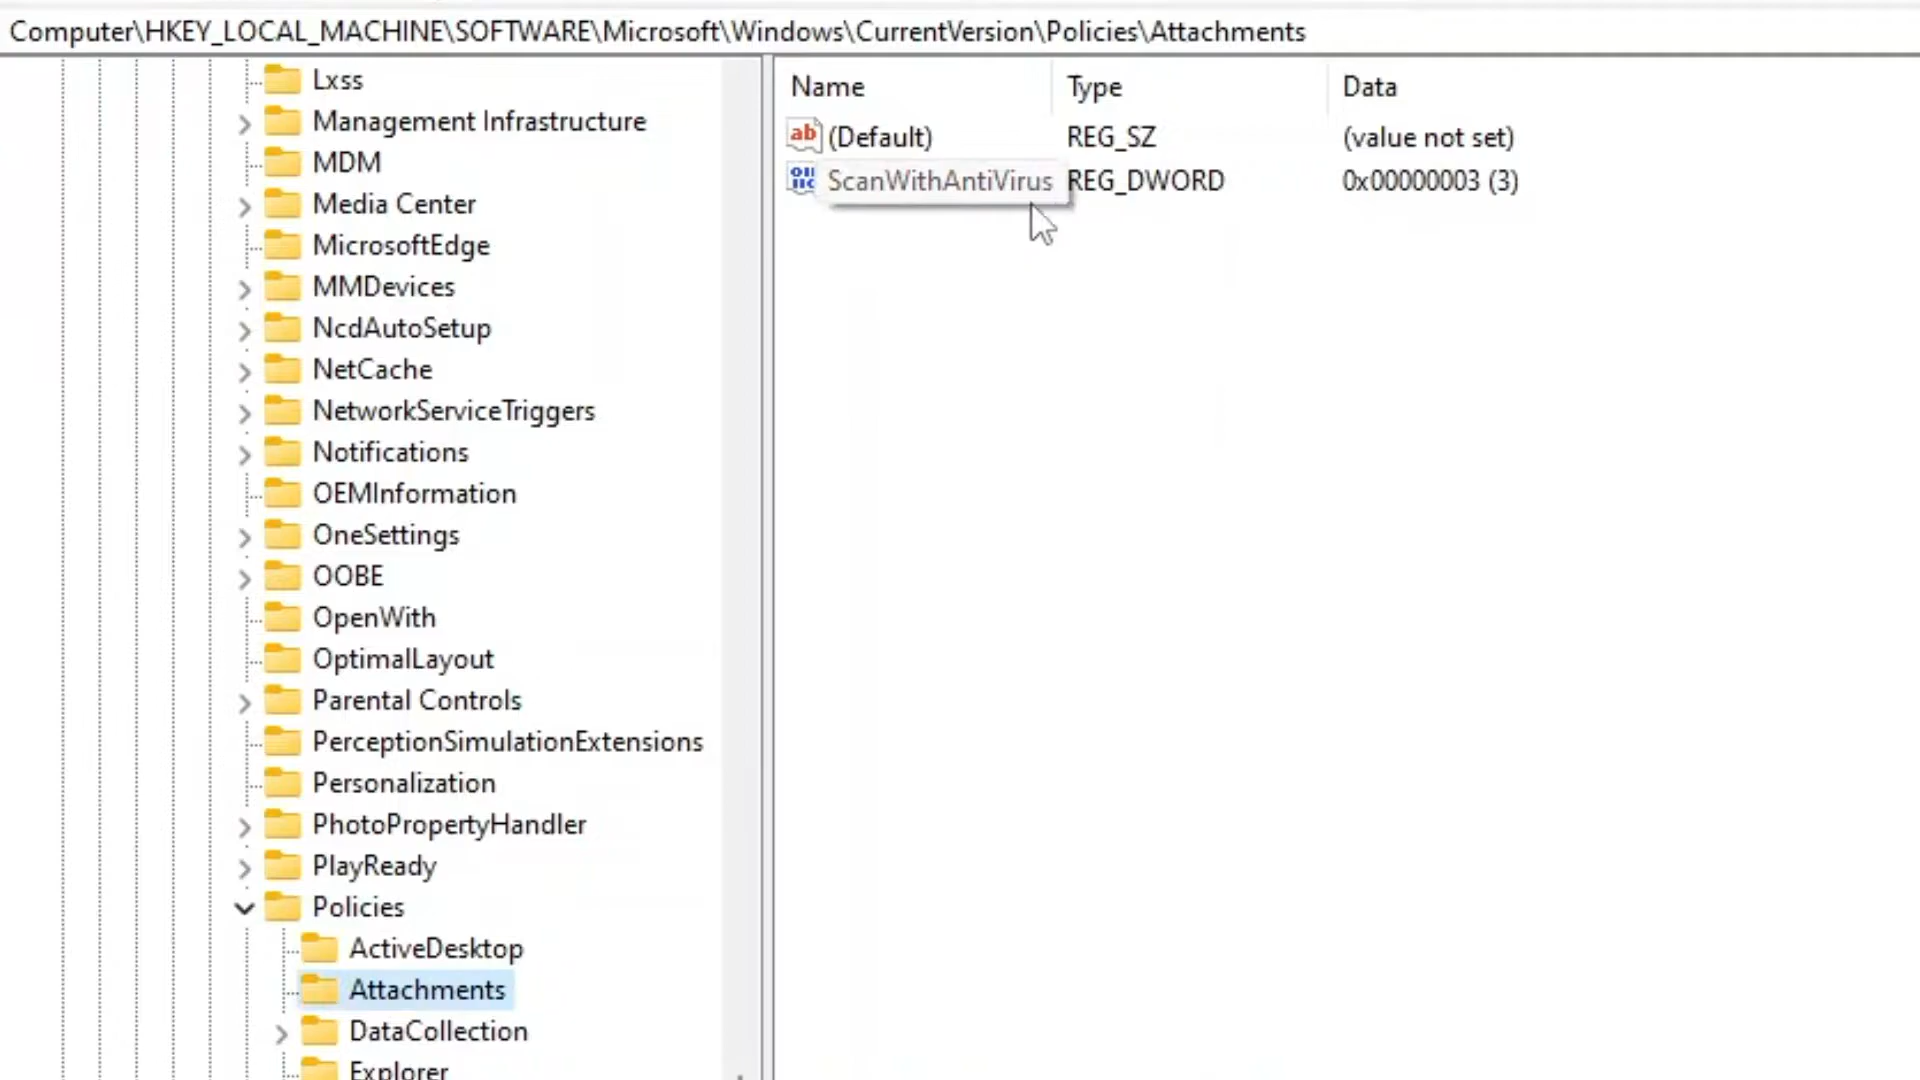 Computer\HKEY_LOCAL_MACHINE\SOFTWARE\Microsoft\Windows\CurrentVersion\Policies\Attachments
Lxss
Management Infrastructure
MDM
Media Center
MicrosoftEdge
MMDevices
NcdAutoSetup
NetCache
NetworkServiceTriggers
Notifications
OEMInformation
OneSettings
OOBE
OpenWith
OptimalLayout
Parental Controls
PerceptionSimulationExtensions
Personalization
PhotoPropertyHandler
PlayReady
Policies
ActiveDesktop
Attachments
DataCollection
Explorer
Name Type Data
(Default) REG_SZ (value not set)
ScanWithAntiVirus REG_DWORD 0x00000003 (3)